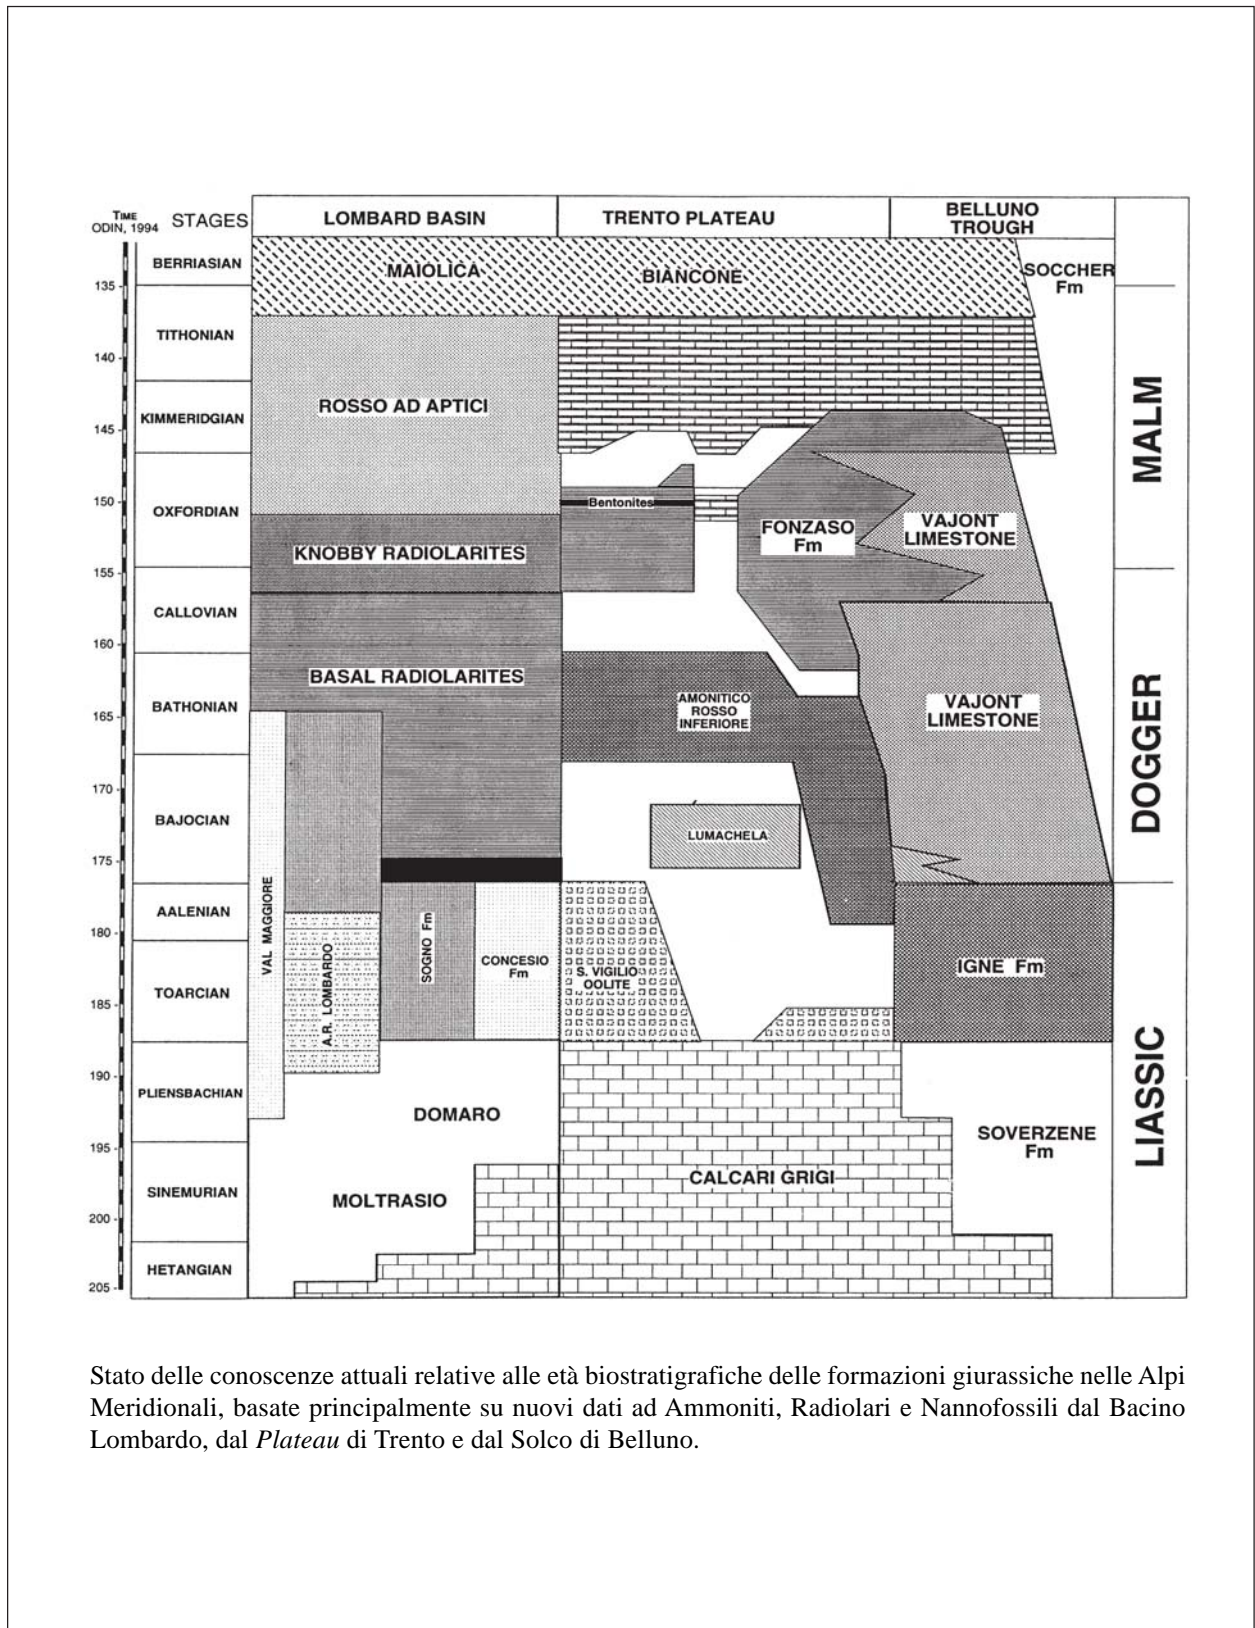 TIME
ODIN, 1994
STAGES
LOMBARD BASIN
TRENTO PLATEAU
BELLUNO
TROUGH
BERRIASIAN
TITHONIAN
KIMMERIDGIAN
OXFORDIAN
CALLOVIAN
BATHONIAN
BAJOCIAN
AALENIAN
TOARCIAN
PLIENSBACHIAN
SINEMURIAN
HETANGIAN
135
140
145
150
155
160
165
170
175
180
185
190
195
200
205
MAIOLICA
BIANCONE
SOCCHER
Fm
ROSSO AD APTICI
Bentonites
KNOBBY RADIOLARITES
FONZASO
Fm
VAJONT
LIMESTONE
BASAL RADIOLARITES
AMONITICO
ROSSO
INFERIORE
VAJONT
LIMESTONE
LUMACHELA
VAL MAGGIORE
A.R. LOMBARDO
SOGNO Fm
CONCESIO
Fm
S. VIGILIO
OOLITE
IGNE Fm
DOMARO
MOLTRASIO
CALCARI GRIGI
SOVERZENE
Fm
MALM
DOGGER
LIASSIC
Stato delle conoscenze attuali relative alle età biostratigrafiche delle formazioni giurassiche nelle Alpi
Meridionali, basate principalmente su nuovi dati ad Ammoniti, Radiolari e Nannofossili dal Bacino
Lombardo, dal Plateau di Trento e dal Solco di Belluno.